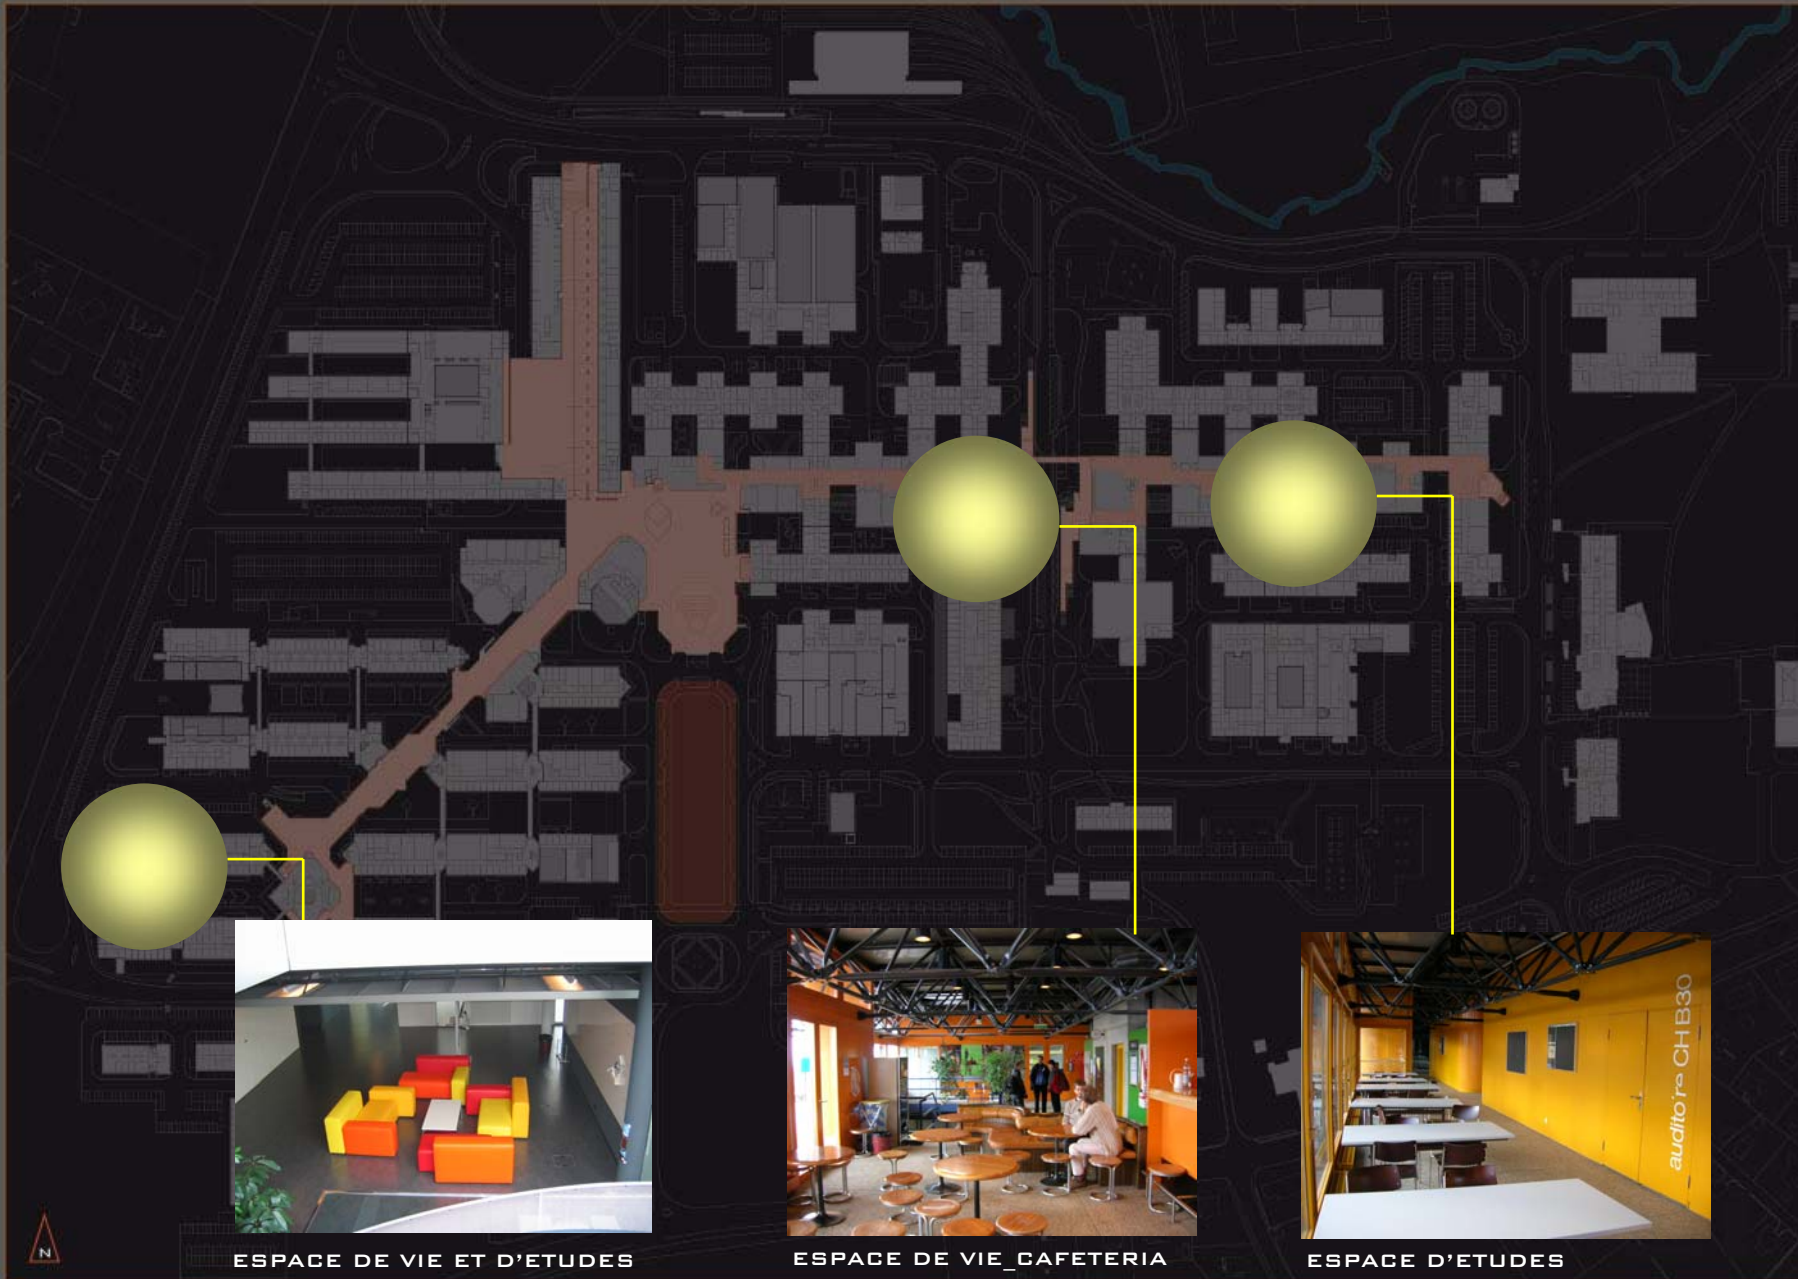 auditoire CH B30
N
ESPACE DE VIE ET D'ETUDES
ESPACE DE VIE_CAFETERIA
ESPACE D'ETUDES